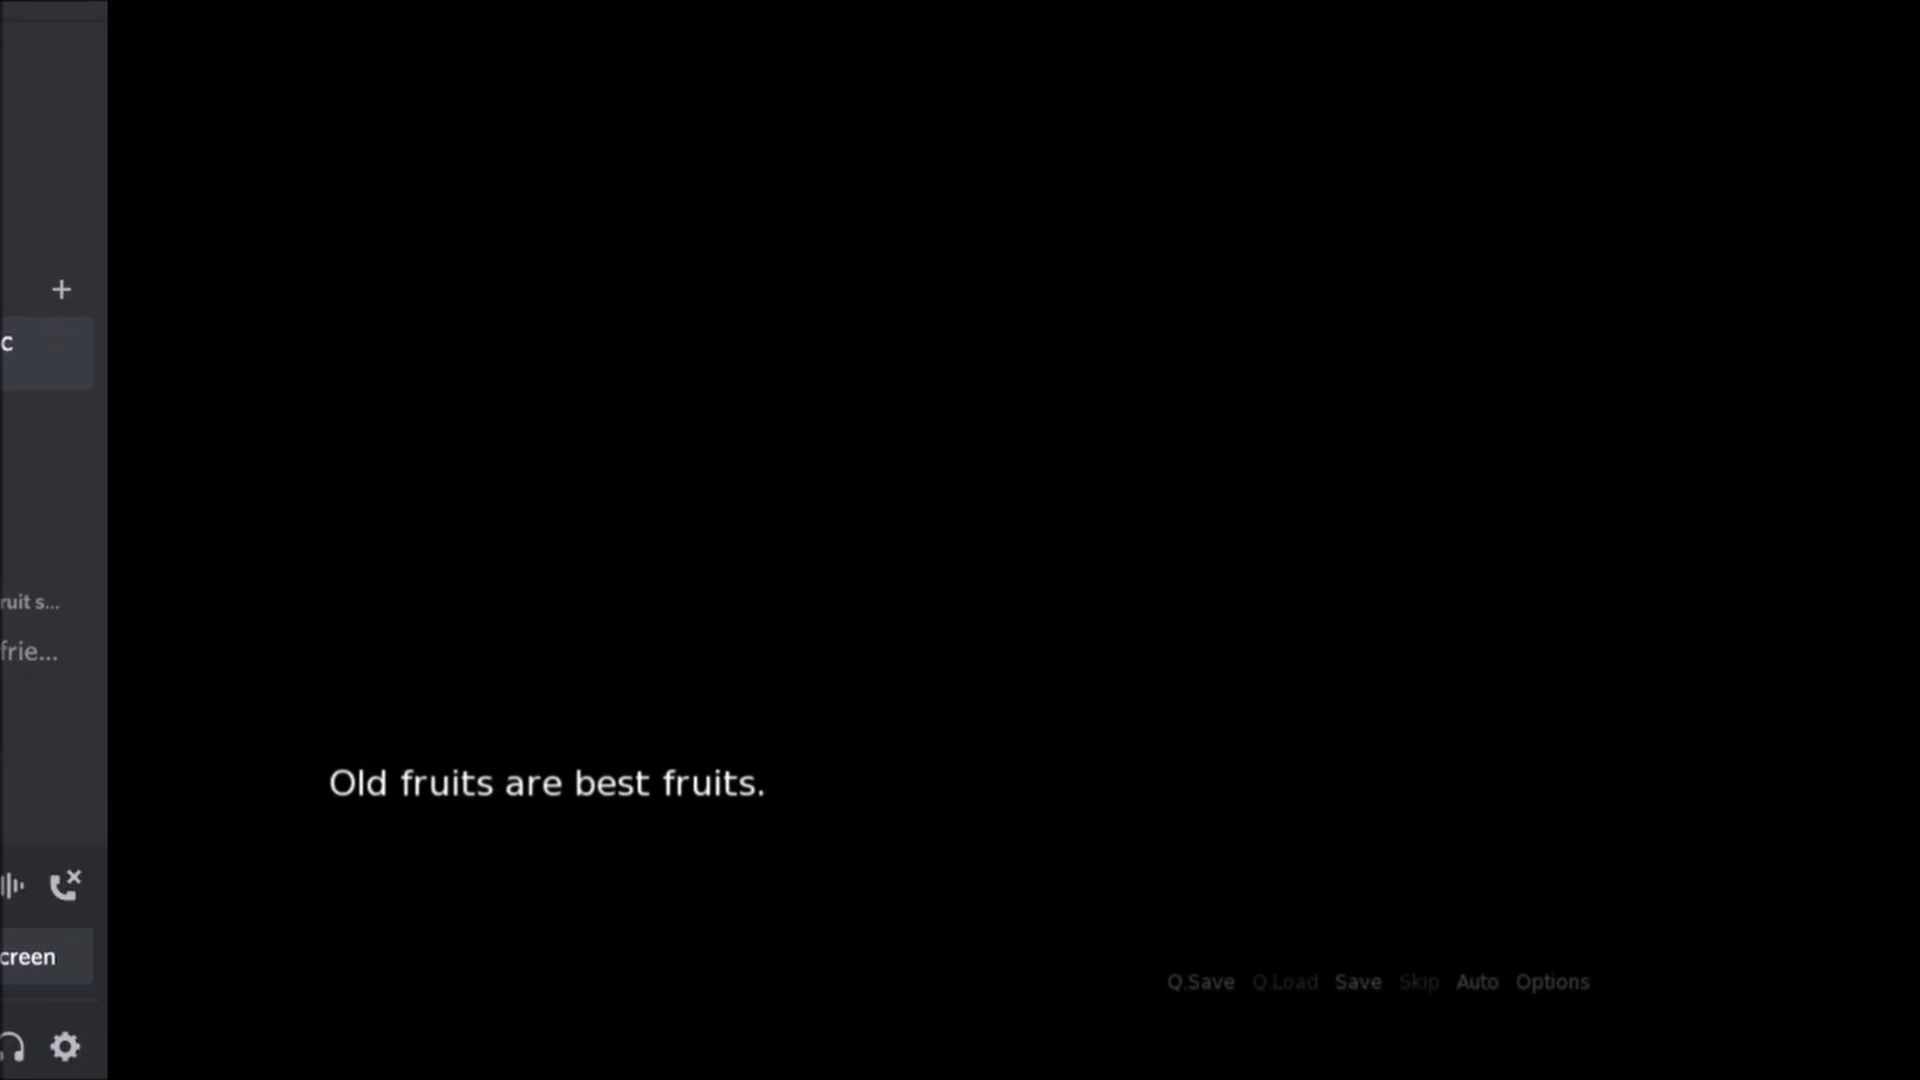 c
ruit s...
frie...
Old fruits are best fruits.
creen
Q.Save Q.Load Save Skip Auto Options